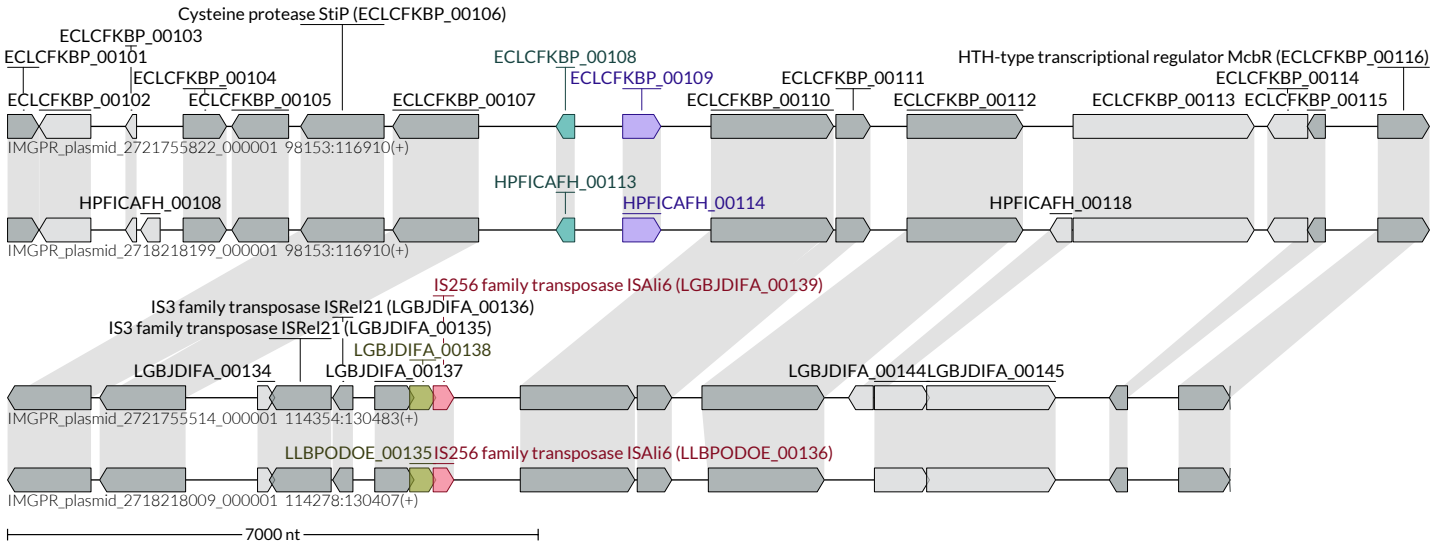 Cysteine protease StiP (ECLCFKBP_00106)
ECLCFKBP_00103
ECLCFKBP_00101
ECLCFKBP_00108
HTH-type transcriptional regulator McbR (ECLCFKBP_00116)
ECLCFKBP_00104
ECLCFKBP_00109
ECLCFKBP_00111
ECLCFKBP_00114
ECLCFKBP_00102
ECLCFKBP_00105
ECLCFKBP_00107
ECLCFKBP_00110
ECLCFKBP_00112
ECLCFKBP_00113
ECLCFKBP_00115
IMGPR_plasmid_2721755822_000001 98153:116910(+)
HPFICAFH_00113
HPFICAFH_00108
HPFICAFH_00114
HPFICAFH_00118
IMGPR_plasmid_2718218199_000001 98153:116910(+)
IS256 family transposase ISAli6 (LGBJDIFA_00139)
IS3 family transposase ISRel21 (LGBJDIFA_00136)
IS3 family transposase ISRel21 (LGBJDIFA_00135)
LGBJDIFA_00138
LGBJDIFA_00134
LGBJDIFA_00137
LGBJDIFA_00144
LGBJDIFA_00145
IMGPR_plasmid_2721755514_000001 114354:130483(+)
LLBPODOE_00135
IS256 family transposase ISAli6 (LLBPODOE_00136)
IMGPR_plasmid_2718218009_000001 114278:130407(+)
7000 nt